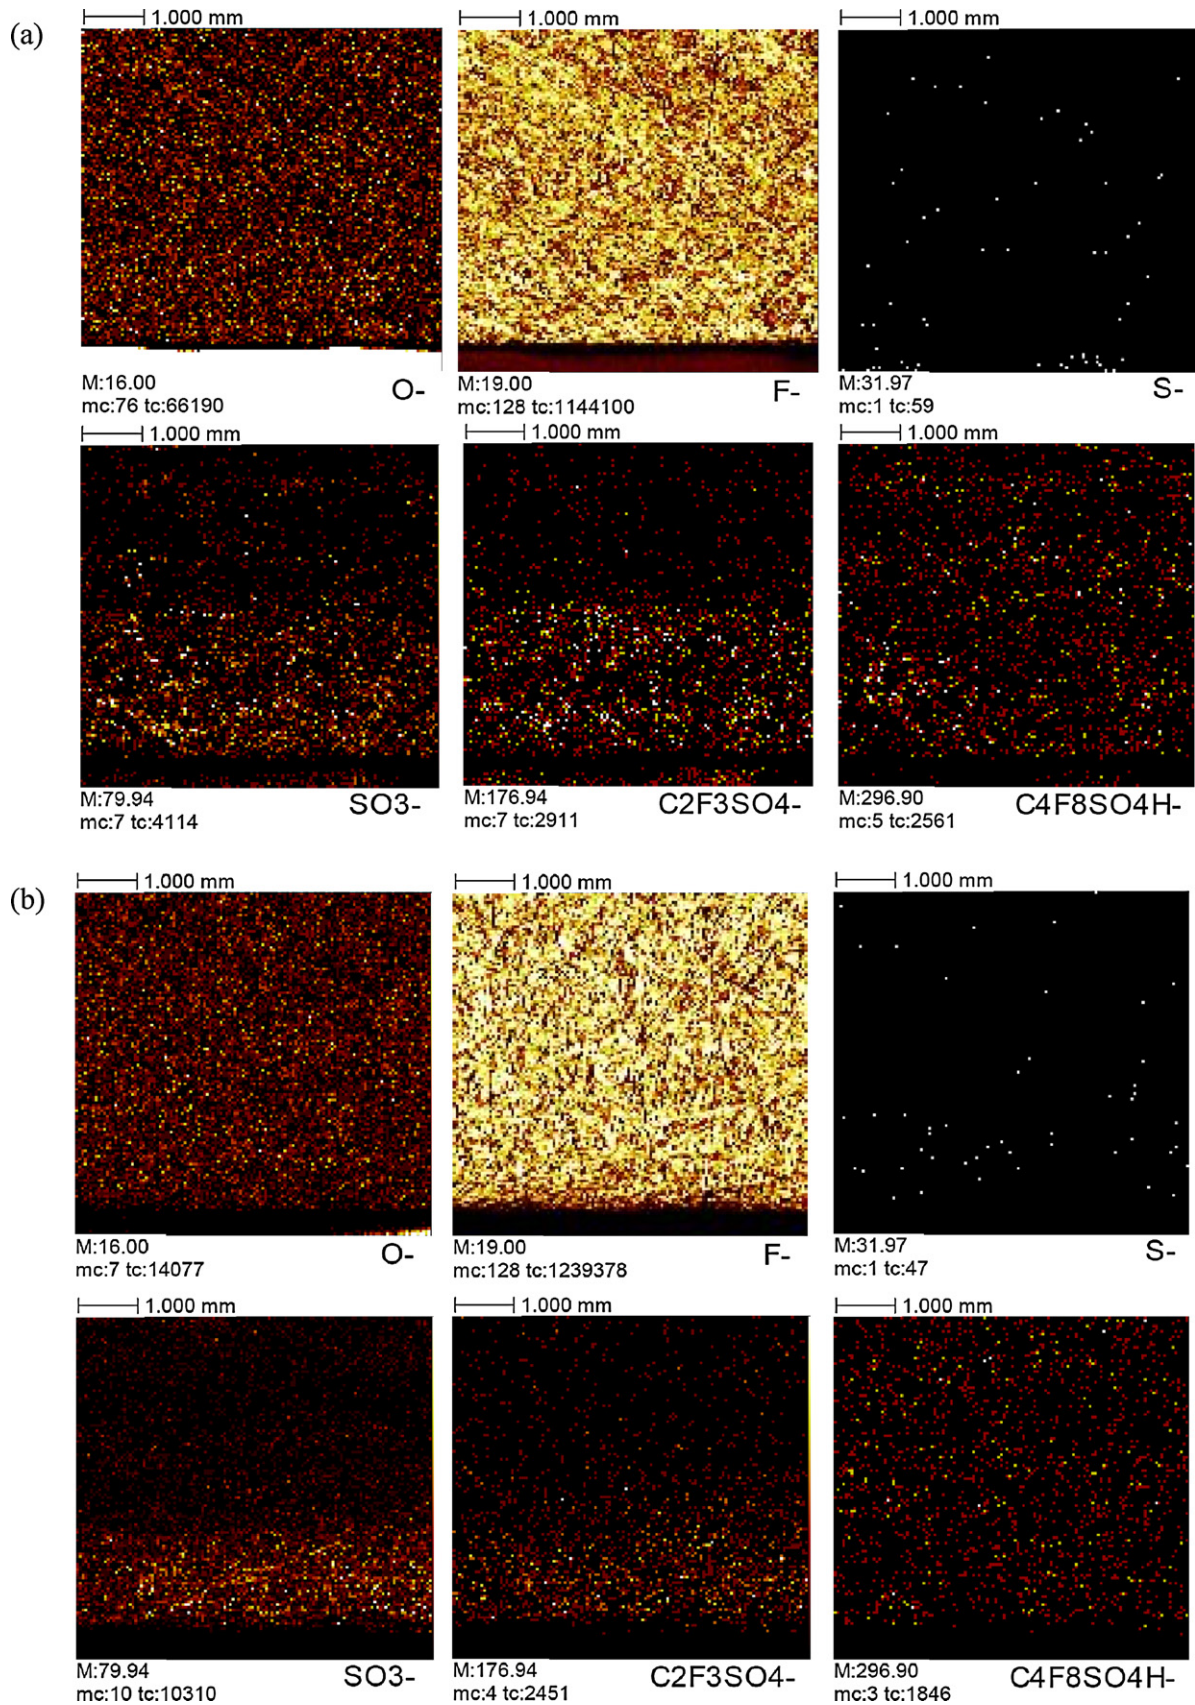 (a)
1.000 mm 1.000 mm 1.000 mm
M:16.00 M:19.00 M:31.97
O- F- S-
mc:76 tc:66190 mc:128 tc:1144100 mc:1 tc:59
1.000 mm 1.000 mm 1.000 mm
M:79.94 M:176.94 M:296.90
SO3- C2F3SO4- C4F8SO4H-
mc:7 tc:4114 mc:7 tc:2911 mc:5 tc:2561
(b)
1.000 mm 1.000 mm 1.000 mm
M:16.00 M:19.00 M:31.97
O- F- S-
mc:7 tc:14077 mc:128 tc:1239378 mc:1 tc:47
1.000 mm 1.000 mm 1.000 mm
M:79.94 M:176.94 M:296.90
SO3- C2F3SO4- C4F8SO4H-
mc:10 tc:10310 mc:4 tc:2451 mc:3 tc:1846